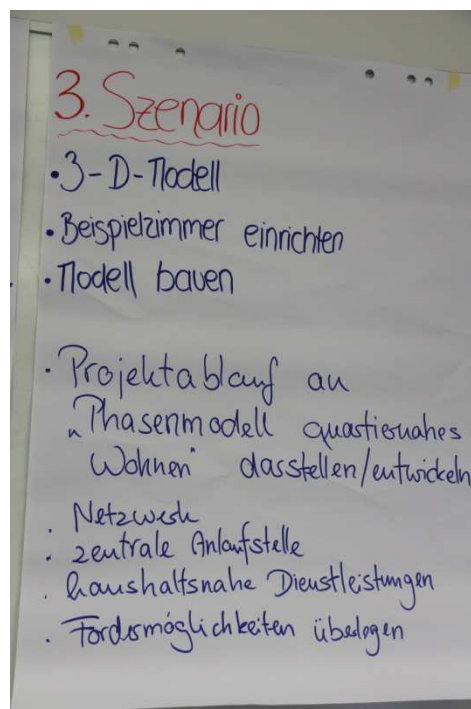 3. Szenario
• 3-D-Modell
• Beispielzimmer einrichten
• Modell bauen
• Projektablauf an
„Phasenmodell quartiernahes
Wohnen" darstellen/entwickeln
• Netzwerk
• zentrale Anlaufstelle
• haushaltsnahe Dienstleistungen
• Fördermöglichkeiten überlegen